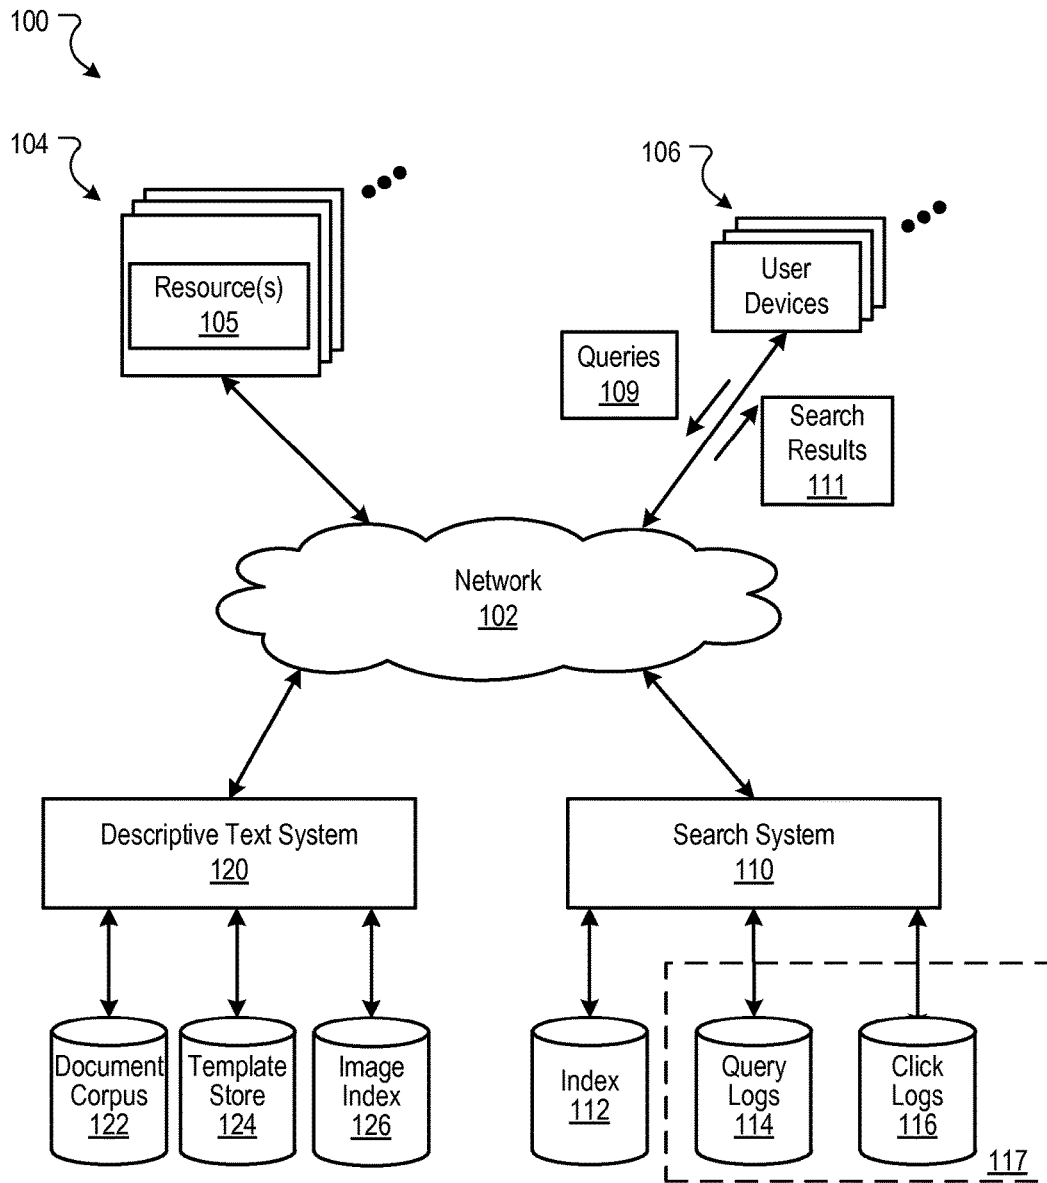 100
104
106
Resource(s)
105
User
Devices
Queries
109
Search
Results
111
Network
102
Descriptive Text System
120
Search System
110
Document
Corpus
122
Template
Store
124
Image
Index
126
Index
112
Query
Logs
114
Click
Logs
116
117